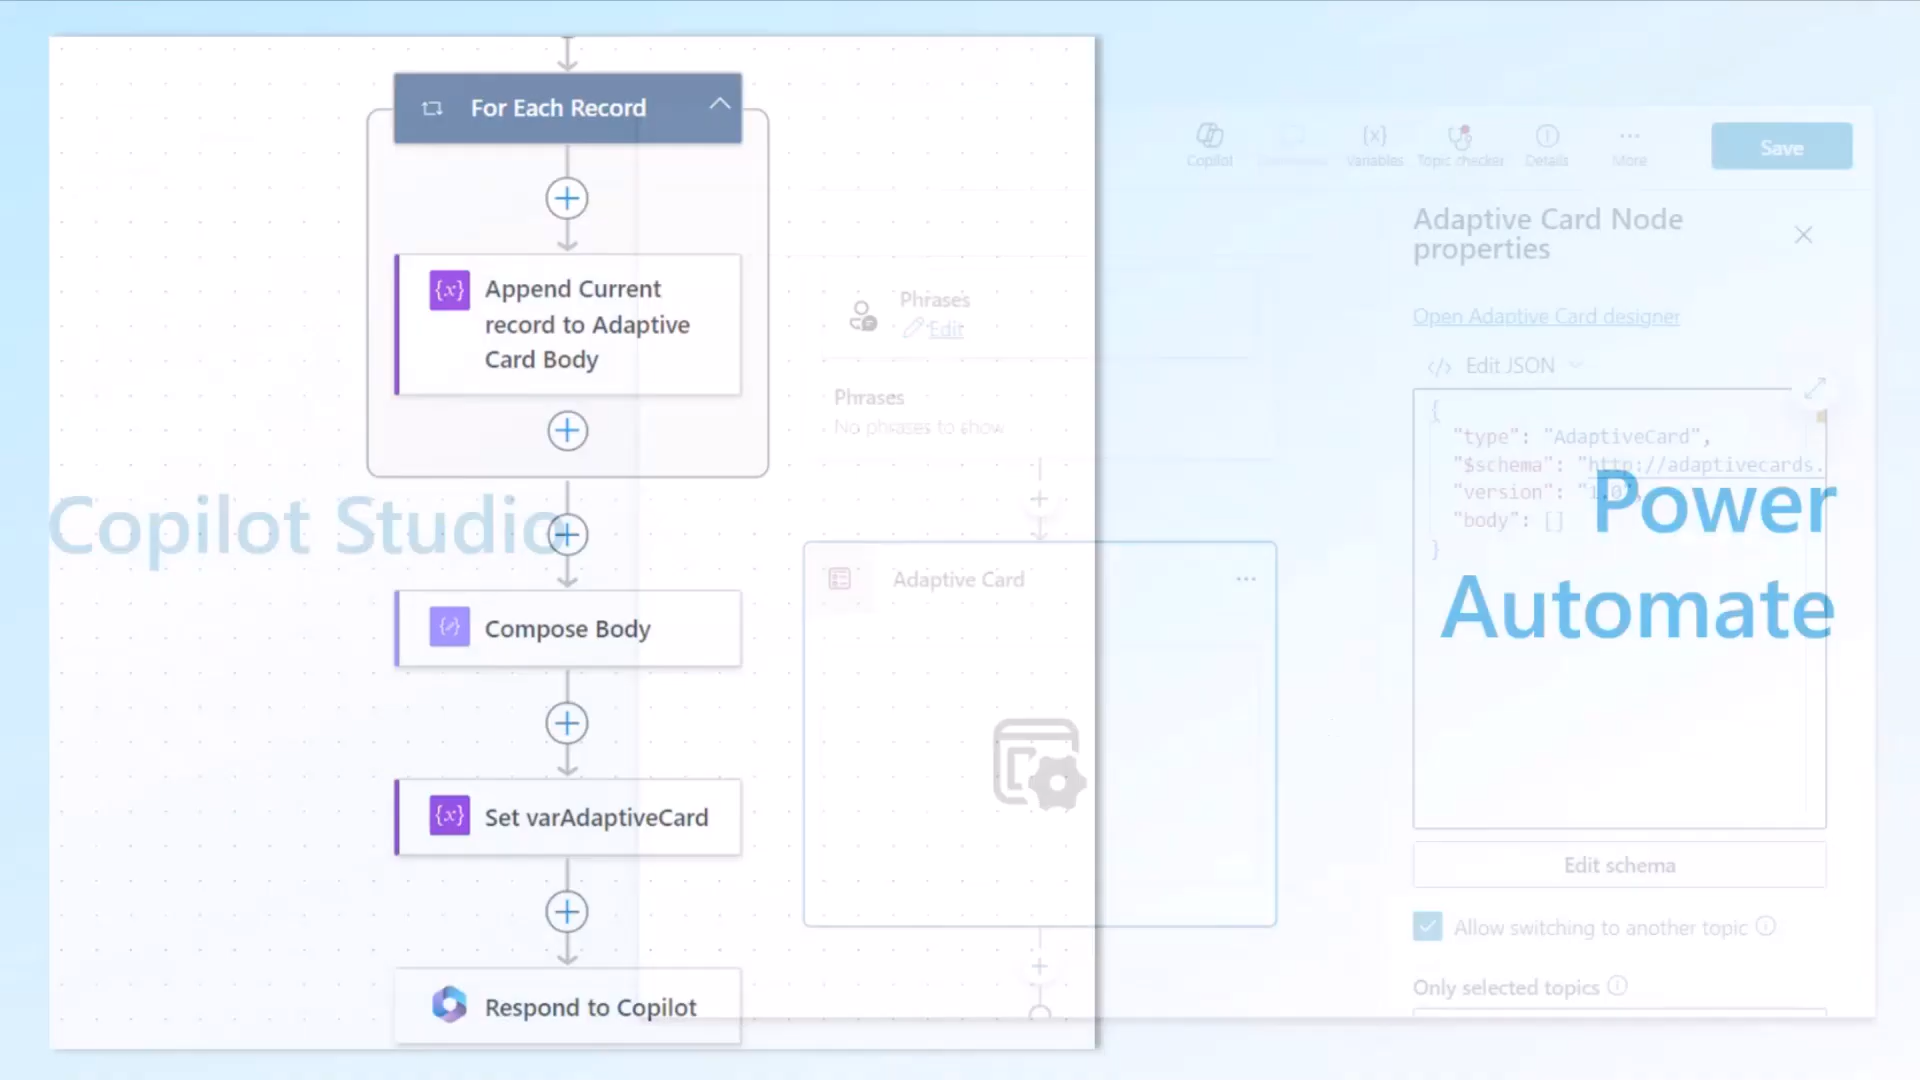 For Each Record
Append Current
record to Adaptive
Card Body
Compose Body
Set varAdaptiveCard
Respond to Copilot
Copilot Studio
Phrases
Edit
Phrases
No phrases to show
Adaptive Card
Copilot
Variables
Topic checker
Details
More
Save
Adaptive Card Node
properties
Open Adaptive Card designer
</> Edit JSON
{
"type": "AdaptiveCard",
"$schema": "http://adaptivecards.
"version": "1.0",
"body": []
}
Power
Automate
Edit schema
Allow switching to another topic
Only selected topics